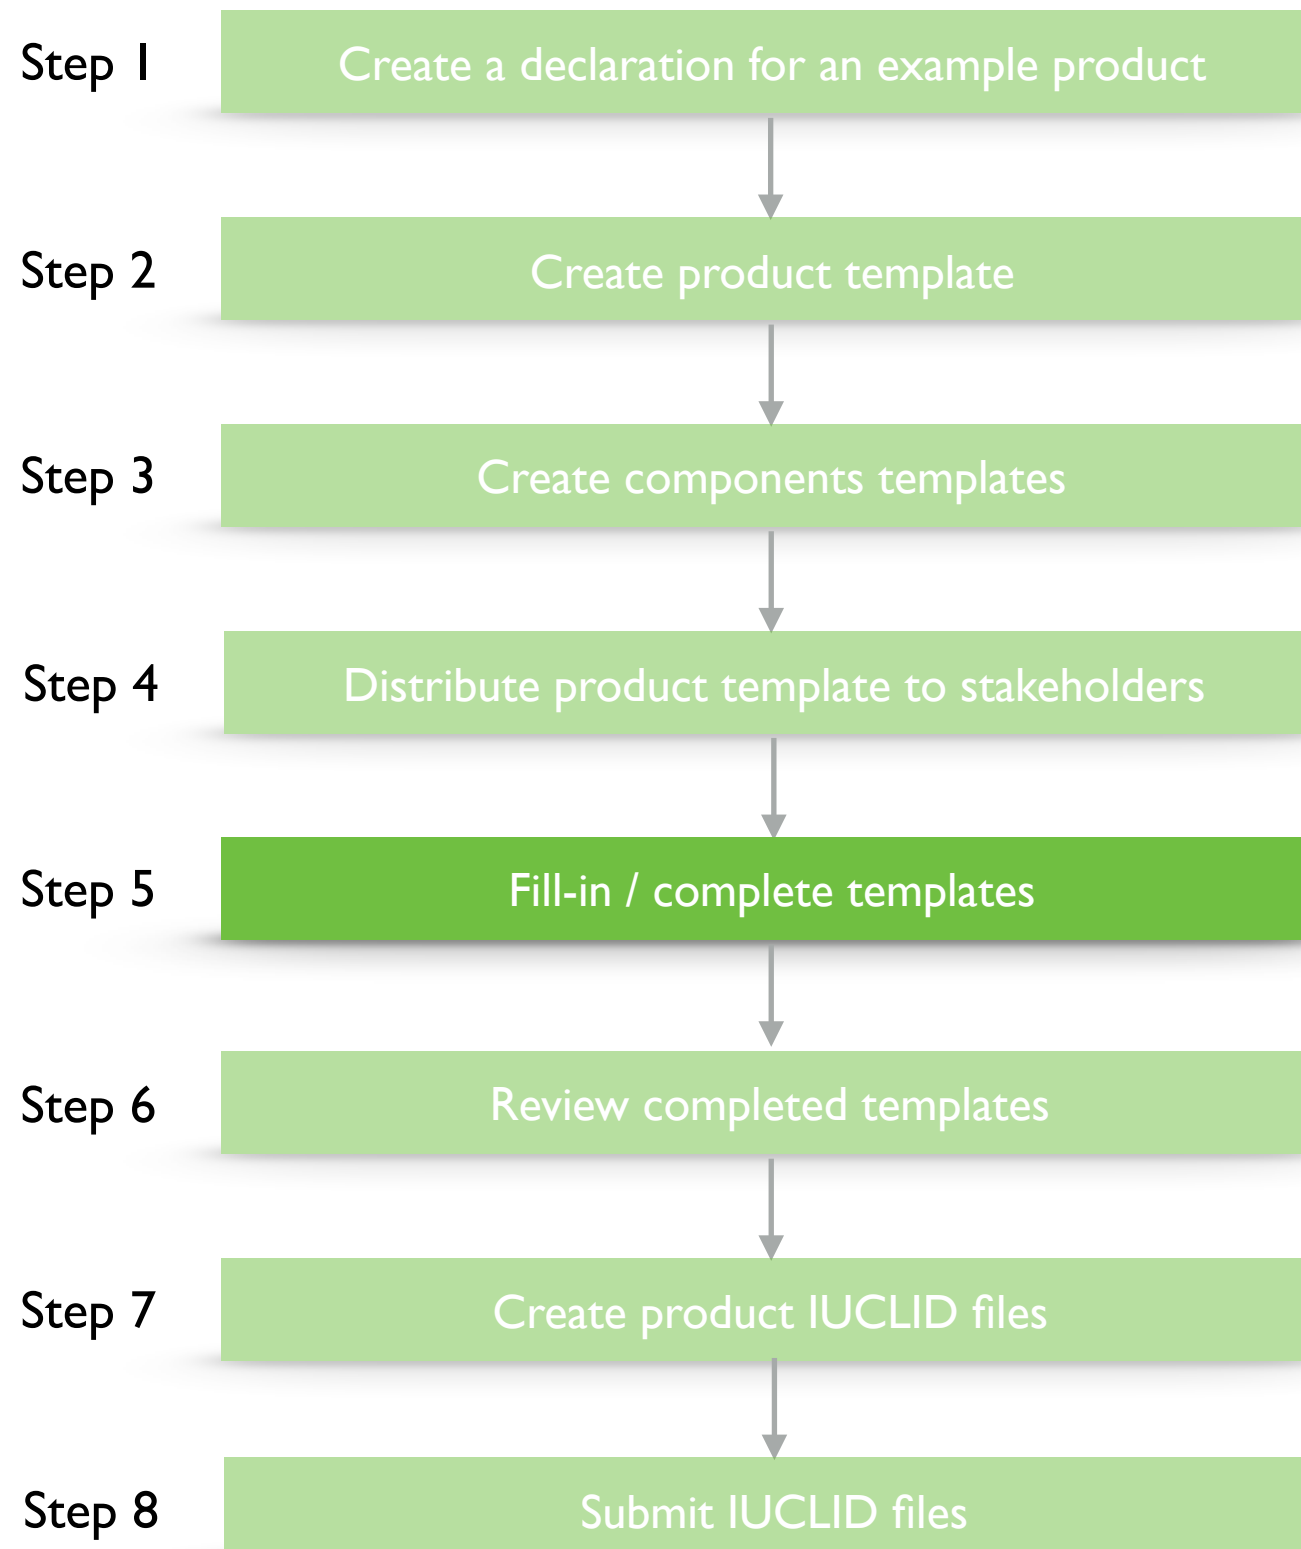 Step 1
Create a declaration for an example product
Step 2
Create product template
Step 3
Create components templates
Step 4
Distribute product template to stakeholders
Step 5
Fill-in / complete templates
Step 6
Review completed templates
Step 7
Create product IUCLID files
Step 8
Submit IUCLID files